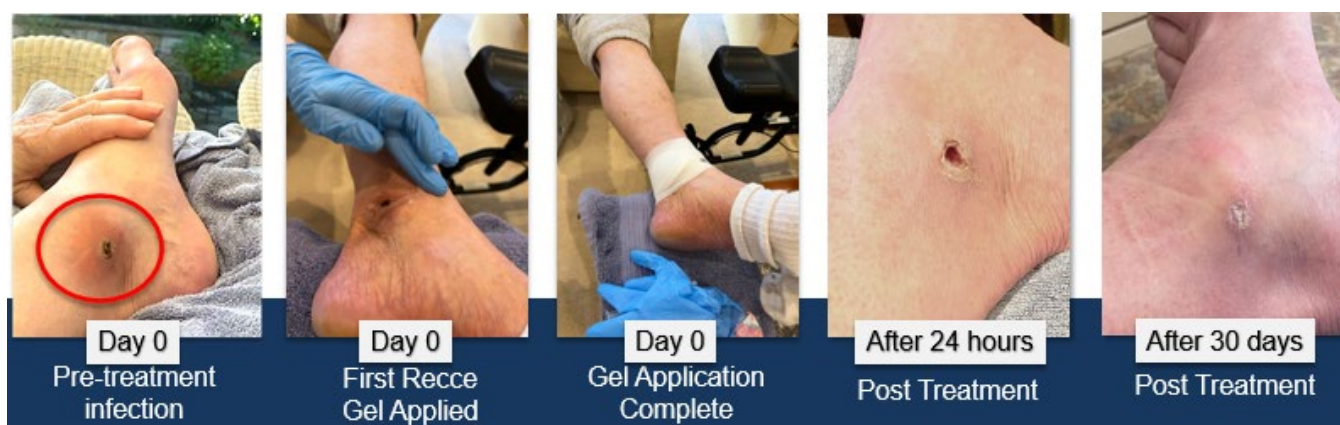 Day 0
Pre-treatment
infection
Day 0
First Recce
Gel Applied
Day 0
Gel Application
Complete
After 24 hours
Post Treatment
After 30 days
Post Treatment